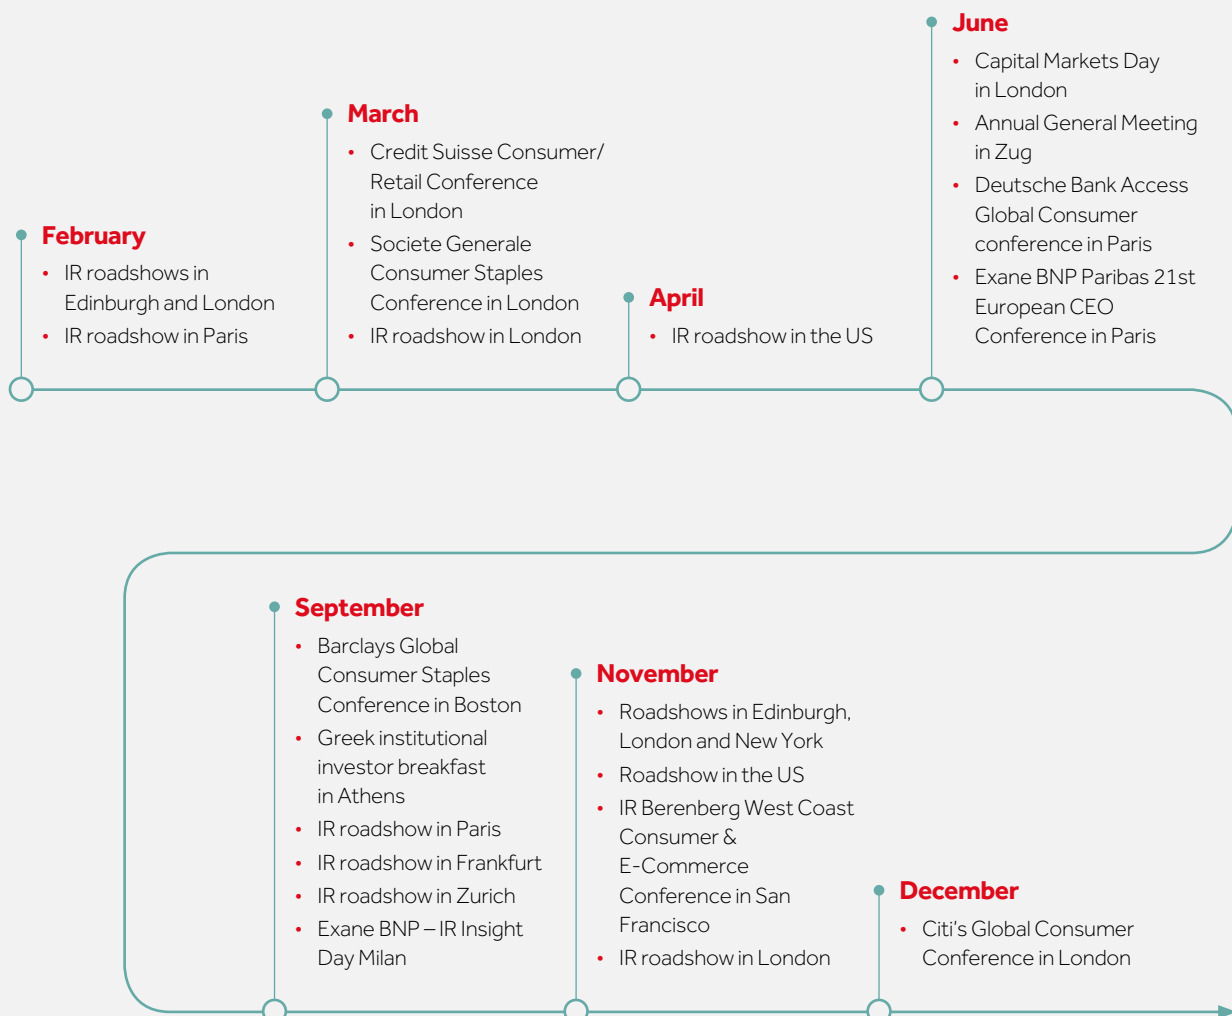 February
• IR roadshows in
Edinburgh and London
• IR roadshow in Paris
March
• Credit Suisse Consumer/
Retail Conference
in London
• Societe Generale
Consumer Staples
Conference in London
• IR roadshow in London
April
• IR roadshow in the US
June
• Capital Markets Day
in London
• Annual General Meeting
in Zug
• Deutsche Bank Access
Global Consumer
conference in Paris
• Exane BNP Paribas 21st
European CEO
Conference in Paris
September
• Barclays Global
Consumer Staples
Conference in Boston
• Greek institutional
investor breakfast
in Athens
• IR roadshow in Paris
• IR roadshow in Frankfurt
• IR roadshow in Zurich
• Exane BNP – IR Insight
Day Milan
November
• Roadshows in Edinburgh,
London and New York
• Roadshow in the US
• IR Berenberg West Coast
Consumer &
E-Commerce
Conference in San
Francisco
• IR roadshow in London
December
• Citi's Global Consumer
Conference in London